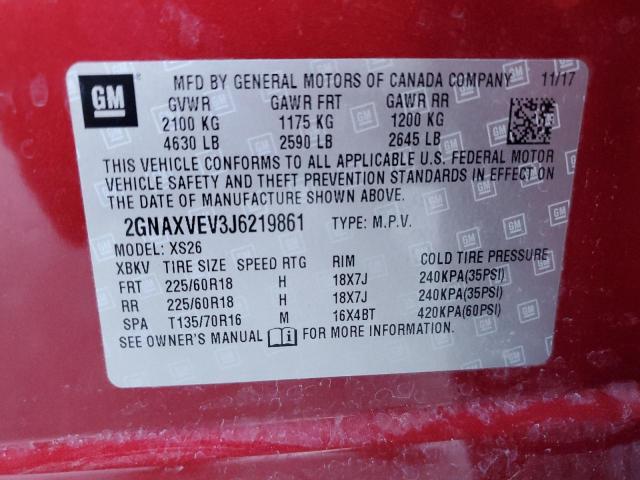 GM MFD BY GENERAL MOTORS OF CANADA COMPANY 11/17
GVWR GAWR FRT GAWR RR
2100 KG 1175 KG 1200 KG
4630 LB 2590 LB 2645 LB
THIS VEHICLE CONFORMS TO ALL APPLICABLE U.S. FEDERAL MOTOR
VEHICLE SAFETY AND THEFT PREVENTION STANDARDS IN EFFECT ON
THE DATE OF MANUFACTURE SHOWN ABOVE.
2GNAXVEV3J6219861 TYPE: M.P.V.
MODEL: XS26
XBKV TIRE SIZE SPEED RTG RIM COLD TIRE PRESSURE
FRT 225/60R18 H 18X7J 240KPA(35PSI)
RR 225/60R18 H 18X7J 240KPA(35PSI)
SPA T135/70R16 M 16X4BT 420KPA(60PSI)
SEE OWNER'S MANUAL i FOR MORE INFORMATION.